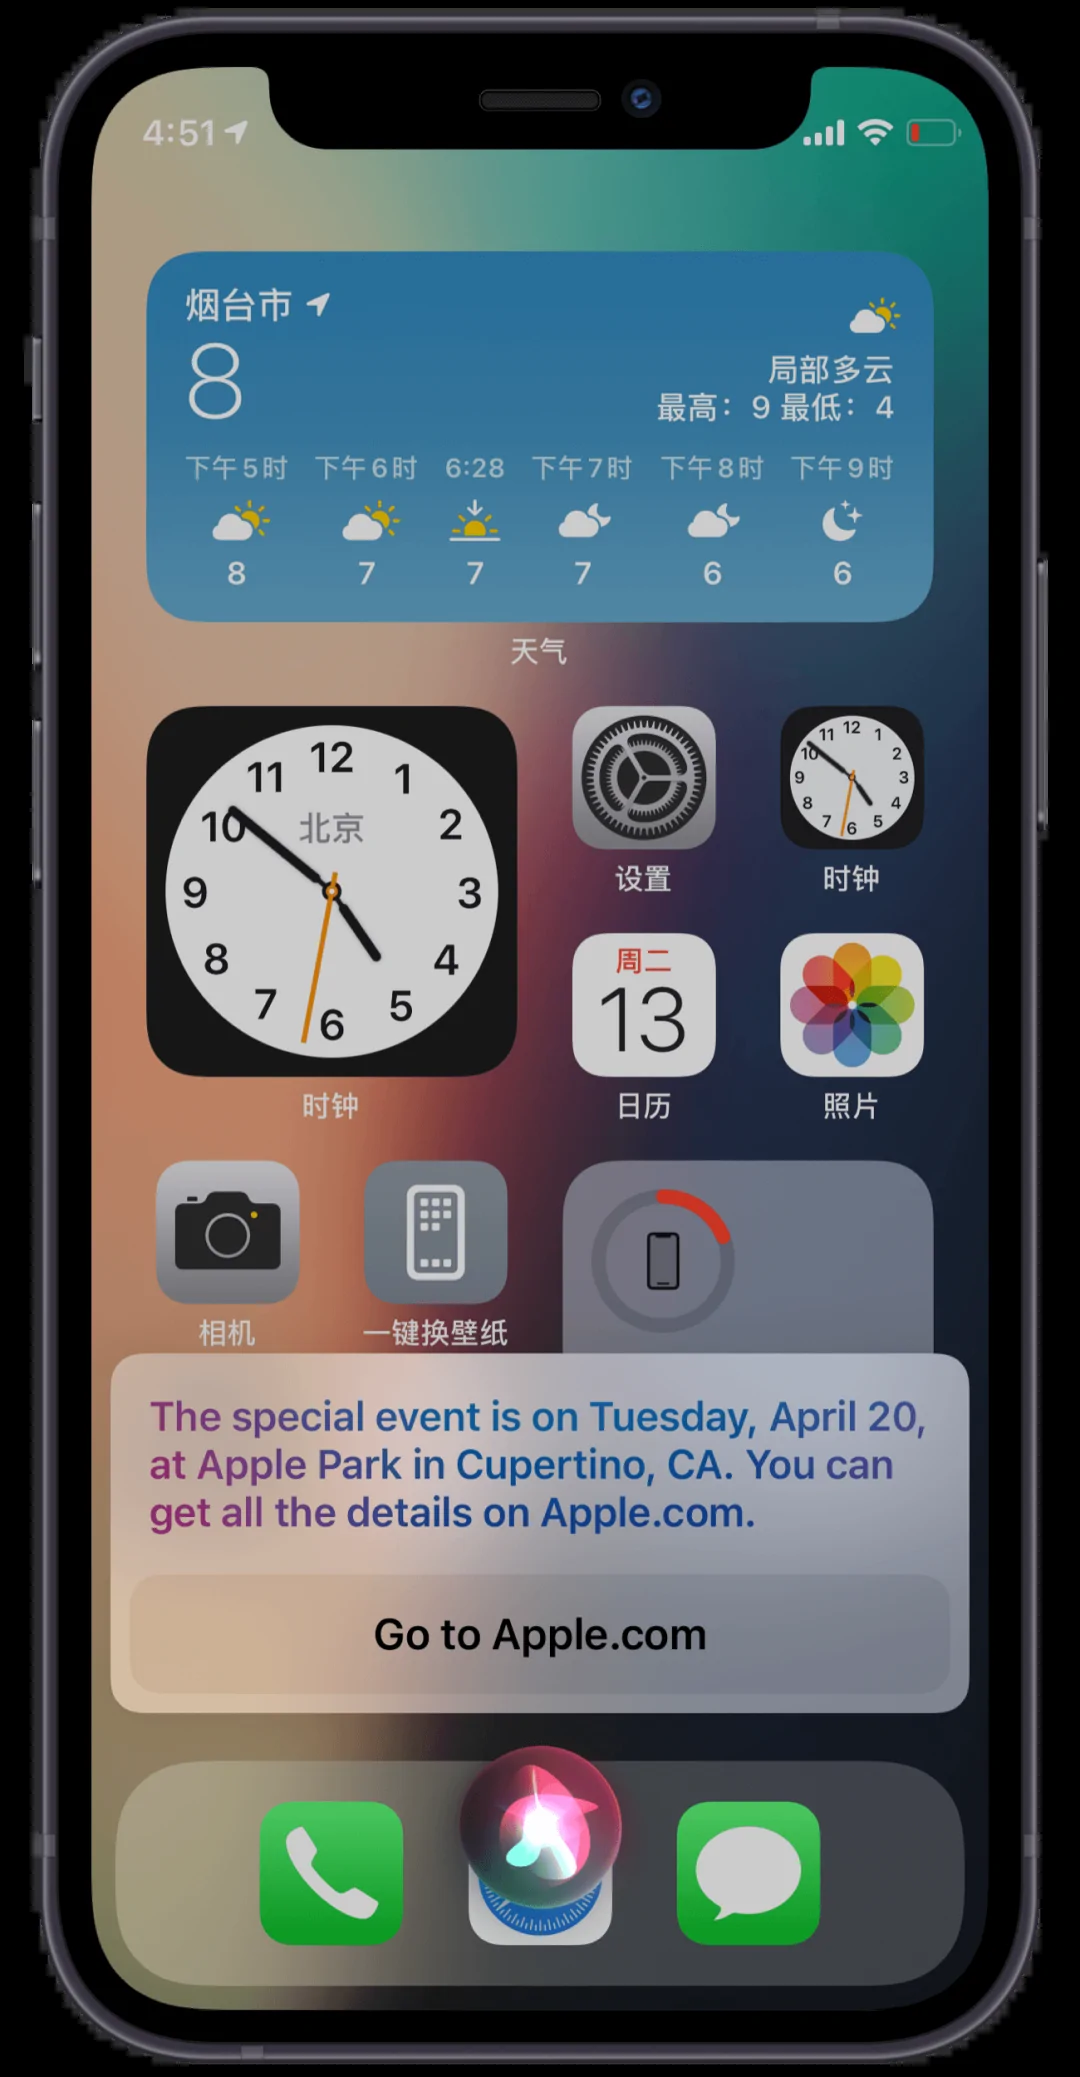 4:51
烟台市
8
局部多云
最高：9 最低：4
下午5时 下午6时 6:28 下午7时 下午8时 下午9时
8 7 7 7 6 6
天气
12
11 1
10 北京 2
9 3
8 4
7 5
6
时钟
设置
12
11 1
10 2
9 3
8 4
7 5
6
时钟
周二
13
日历
照片
相机
一键换壁纸
The special event is on Tuesday, April 20,
at Apple Park in Cupertino, CA. You can
get all the details on Apple.com.
Go to Apple.com